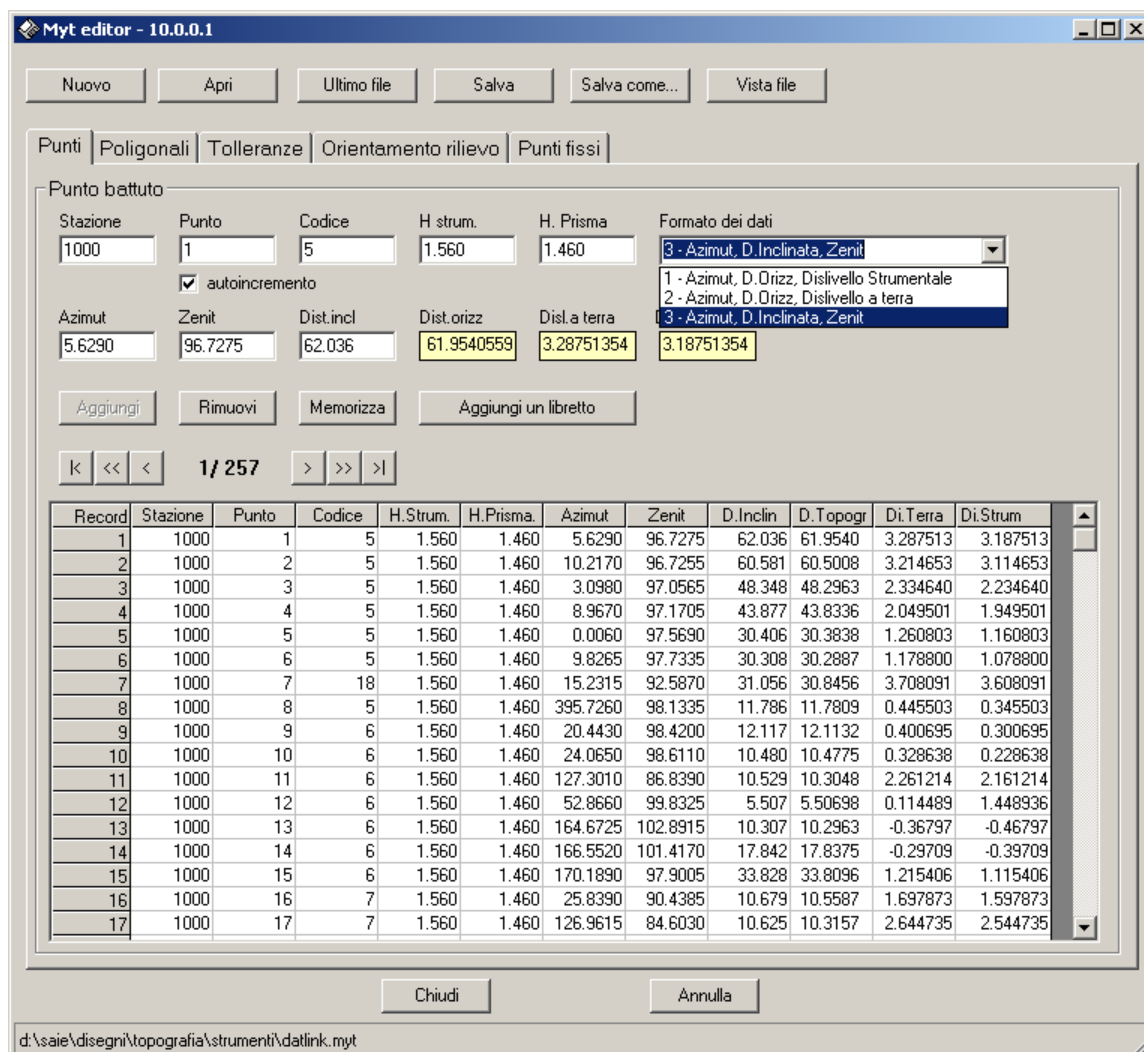 Myt editor - 10.0.0.1
Nuovo Apri Ultimo file Salva Salva come... Vista file
Punti Poligonali Tolleranze Orientamento rilievo Punti fissi
Punto battuto
Stazione Punto Codice H strum. H. Prisma Formato dei dati
1000 1 5 1.560 1.460 3 - Azimut, D.Inclinata, Zenit
autoincremento
1 - Azimut, D.Orizz, Dislivello Strumentale
2 - Azimut, D.Orizz, Dislivello a terra
3 - Azimut, D.Inclinata, Zenit
Azimut Zenit Dist.incl Dist.orizz Disl.a terra
5.6290 96.7275 62.036 61.9540559 3.28751354 3.18751354
Aggiungi Rimuovi Memorizza Aggiungi un libretto
|< << < 1/ 257 > >> >|
Record Stazione Punto Codice H.Strum. H.Prisma. Azimut Zenit D.Inclin D.Topogr Di.Terra Di.Strum
1 1000 1 5 1.560 1.460 5.6290 96.7275 62.036 61.9540 3.287513 3.187513
2 1000 2 5 1.560 1.460 10.2170 96.7255 60.581 60.5008 3.214653 3.114653
3 1000 3 5 1.560 1.460 3.0980 97.0565 48.348 48.2963 2.334640 2.234640
4 1000 4 5 1.560 1.460 8.9670 97.1705 43.877 43.8336 2.049501 1.949501
5 1000 5 5 1.560 1.460 0.0060 97.5690 30.406 30.3838 1.260803 1.160803
6 1000 6 5 1.560 1.460 9.8265 97.7335 30.308 30.2887 1.178800 1.078800
7 1000 7 18 1.560 1.460 15.2315 92.5870 31.056 30.8456 3.708091 3.608091
8 1000 8 5 1.560 1.460 395.7260 98.1335 11.786 11.7809 0.445503 0.345503
9 1000 9 6 1.560 1.460 20.4430 98.4200 12.117 12.1132 0.400695 0.300695
10 1000 10 6 1.560 1.460 24.0650 98.6110 10.480 10.4775 0.328638 0.228638
11 1000 11 6 1.560 1.460 127.3010 86.8390 10.529 10.3048 2.261214 2.161214
12 1000 12 6 1.560 1.460 52.8660 99.8325 5.507 5.50698 0.114489 1.448936
13 1000 13 6 1.560 1.460 164.6725 102.8915 10.307 10.2963 -0.36797 -0.46797
14 1000 14 6 1.560 1.460 166.5520 101.4170 17.842 17.8375 -0.29709 -0.39709
15 1000 15 6 1.560 1.460 170.1890 97.9005 33.828 33.8096 1.215406 1.115406
16 1000 16 7 1.560 1.460 25.8390 90.4385 10.679 10.5587 1.697873 1.597873
17 1000 17 7 1.560 1.460 126.9615 84.6030 10.625 10.3157 2.644735 2.544735
Chiudi Annulla
d:\saie\disegni\topografia\strumenti\datlink.myt